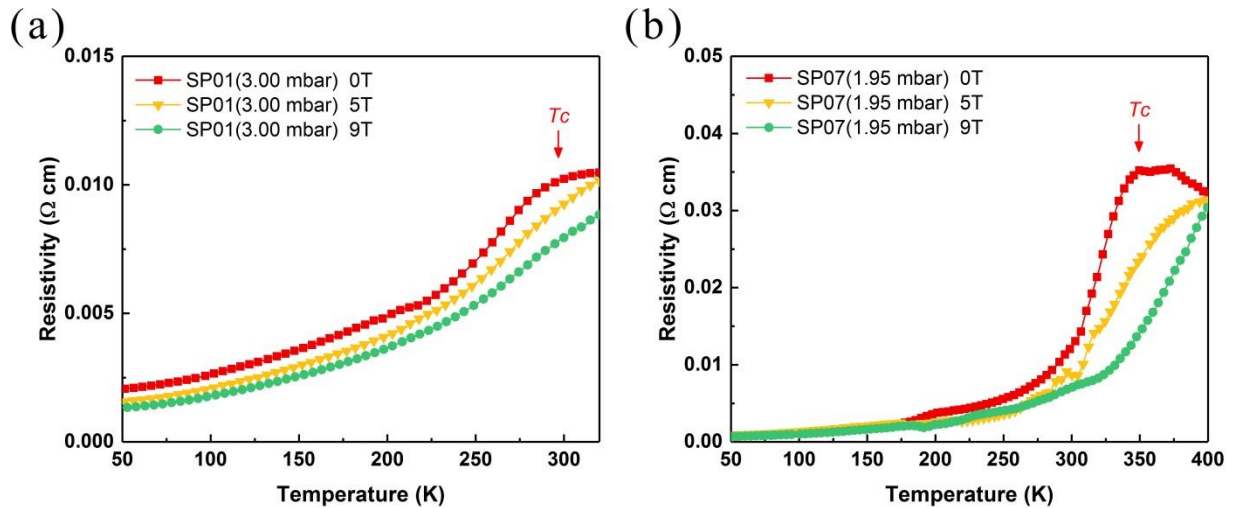 (a)
0.015
0.010
0.005
0.000
Resistivity (Ω cm)
SP01(3.00 mbar) 0T
SP01(3.00 mbar) 5T
SP01(3.00 mbar) 9T
Tc
50 100 150 200 250 300
Temperature (K)
(b)
0.05
0.04
0.03
0.02
0.01
0.00
Resistivity (Ω cm)
SP07(1.95 mbar) 0T
SP07(1.95 mbar) 5T
SP07(1.95 mbar) 9T
Tc
50 100 150 200 250 300 350 400
Temperature (K)